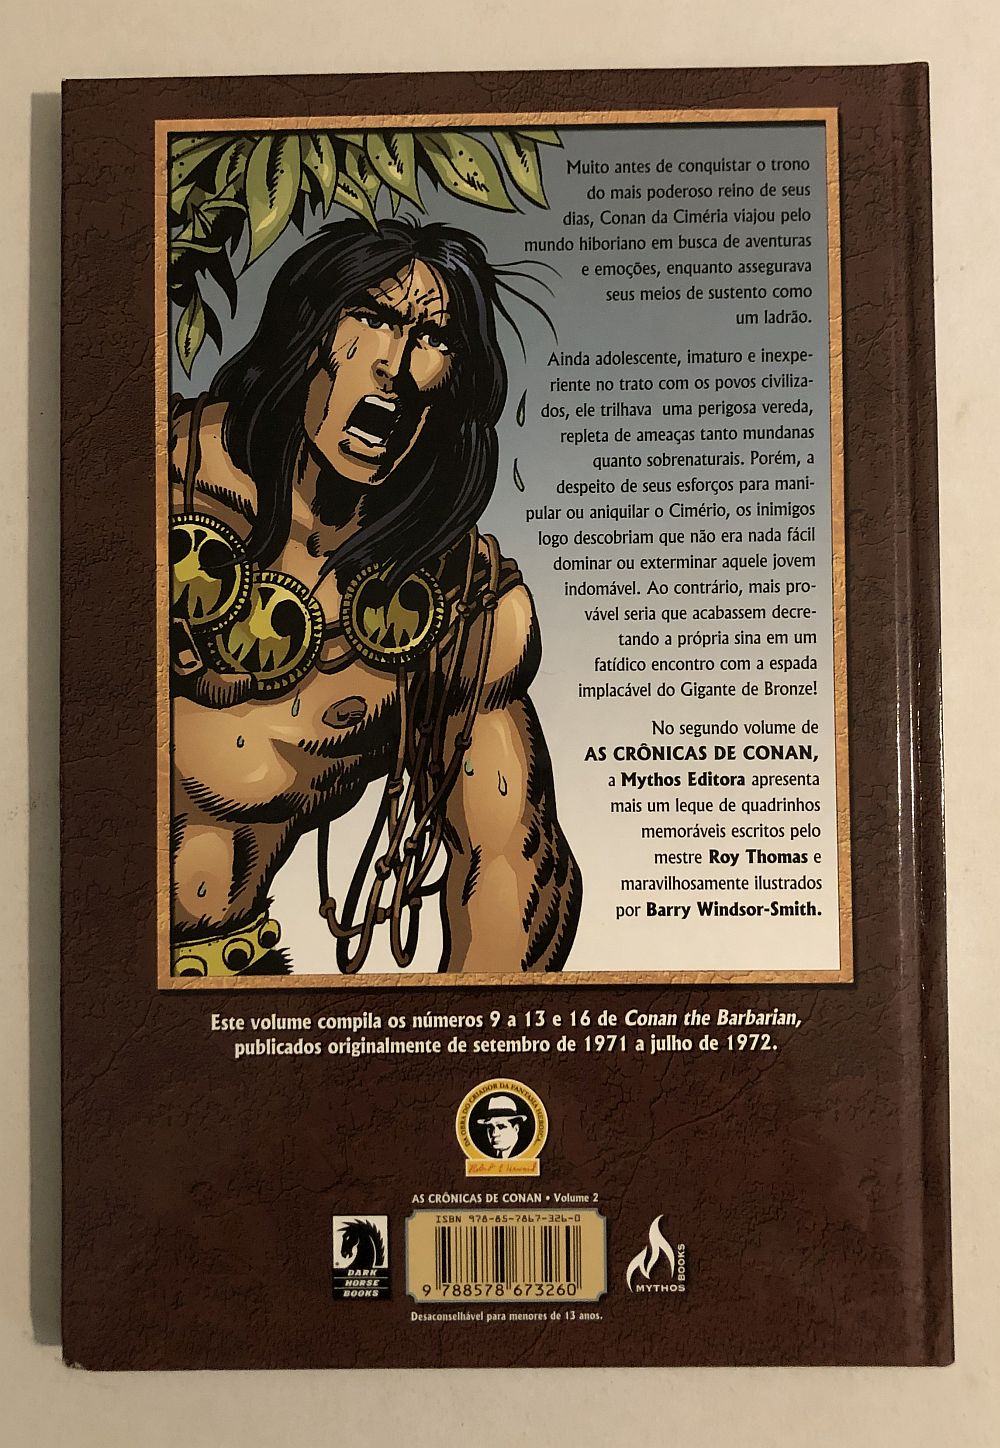 Muito antes de conquistar o trono
do mais poderoso reino de seus
dias, Conan da Ciméria viajou pelo
mundo hiboriano em busca de aventuras
e emoções, enquanto assegurava
seus meios de sustento como
um ladrão.
Ainda adolescente, imaturo e inexpe-
riente no trato com os povos civiliza-
dos, ele trilhava uma perigosa vereda,
repleta de ameaças tanto mundanas
quanto sobrenaturais. Porém, a
despeito de seus esforços para mani-
pular ou aniquilar o Cimério, os inimigos
logo descobriam que não era nada fácil
dominar ou exterminar aquele jovem
indomável. Ao contrário, mais pro-
vável seria que acabassem decre-
tando a própria sina em um
fatídico encontro com a espada
implacável do Gigante de Bronze!
No segundo volume de
AS CRÔNICAS DE CONAN,
a Mythos Editora apresenta
mais um leque de quadrinhos
memoráveis escritos pelo
mestre Roy Thomas e
maravilhosamente ilustrados
por Barry Windsor-Smith.
Este volume compila os números 9 a 13 e 16 de Conan the Barbarian,
publicados originalmente de setembro de 1971 a julho de 1972.
DA OBRA DO CRIADOR DA FANTASIA HEROICA
Robert E Howard
AS CRÔNICAS DE CONAN • Volume 2
ISBN 978-85-7867-326-0
9 788578 673260
DARK
HORSE
BOOKS
MYTHOS
BOOKS
Desaconselhável para menores de 13 anos.